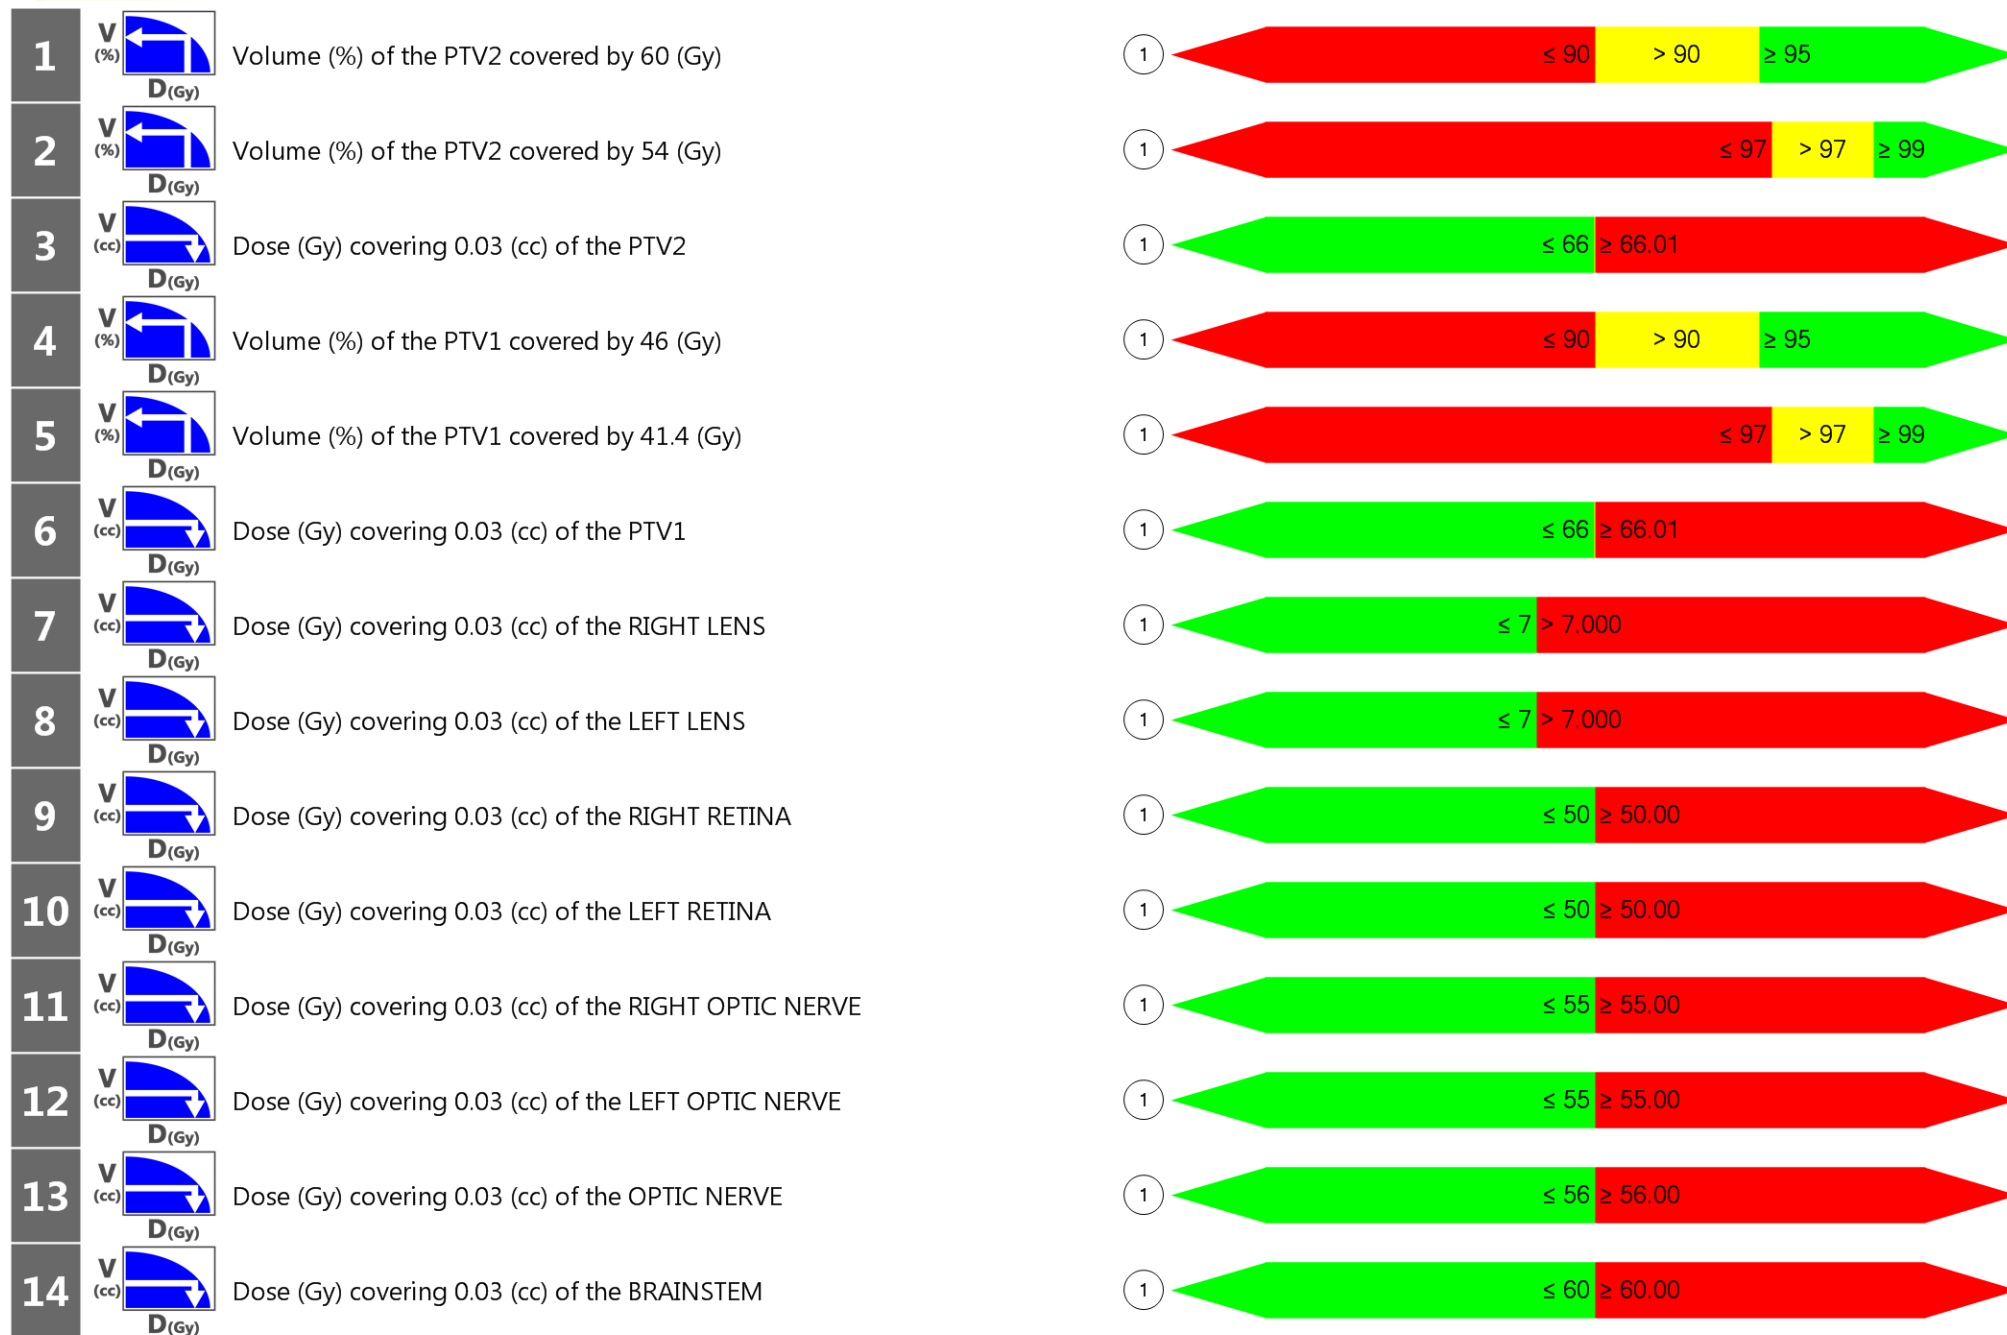 1 V (%) D(Gy) Volume (%) of the PTV2 covered by 60 (Gy) 1 ≤ 90 > 90 ≥ 95
2 V (%) D(Gy) Volume (%) of the PTV2 covered by 54 (Gy) 1 ≤ 97 > 97 ≥ 99
3 V (cc) D(Gy) Dose (Gy) covering 0.03 (cc) of the PTV2 1 ≤ 66 ≥ 66.01
4 V (%) D(Gy) Volume (%) of the PTV1 covered by 46 (Gy) 1 ≤ 90 > 90 ≥ 95
5 V (%) D(Gy) Volume (%) of the PTV1 covered by 41.4 (Gy) 1 ≤ 97 > 97 ≥ 99
6 V (cc) D(Gy) Dose (Gy) covering 0.03 (cc) of the PTV1 1 ≤ 66 ≥ 66.01
7 V (cc) D(Gy) Dose (Gy) covering 0.03 (cc) of the RIGHT LENS 1 ≤ 7 > 7.000
8 V (cc) D(Gy) Dose (Gy) covering 0.03 (cc) of the LEFT LENS 1 ≤ 7 > 7.000
9 V (cc) D(Gy) Dose (Gy) covering 0.03 (cc) of the RIGHT RETINA 1 ≤ 50 ≥ 50.00
10 V (cc) D(Gy) Dose (Gy) covering 0.03 (cc) of the LEFT RETINA 1 ≤ 50 ≥ 50.00
11 V (cc) D(Gy) Dose (Gy) covering 0.03 (cc) of the RIGHT OPTIC NERVE 1 ≤ 55 ≥ 55.00
12 V (cc) D(Gy) Dose (Gy) covering 0.03 (cc) of the LEFT OPTIC NERVE 1 ≤ 55 ≥ 55.00
13 V (cc) D(Gy) Dose (Gy) covering 0.03 (cc) of the OPTIC NERVE 1 ≤ 56 ≥ 56.00
14 V (cc) D(Gy) Dose (Gy) covering 0.03 (cc) of the BRAINSTEM 1 ≤ 60 ≥ 60.00